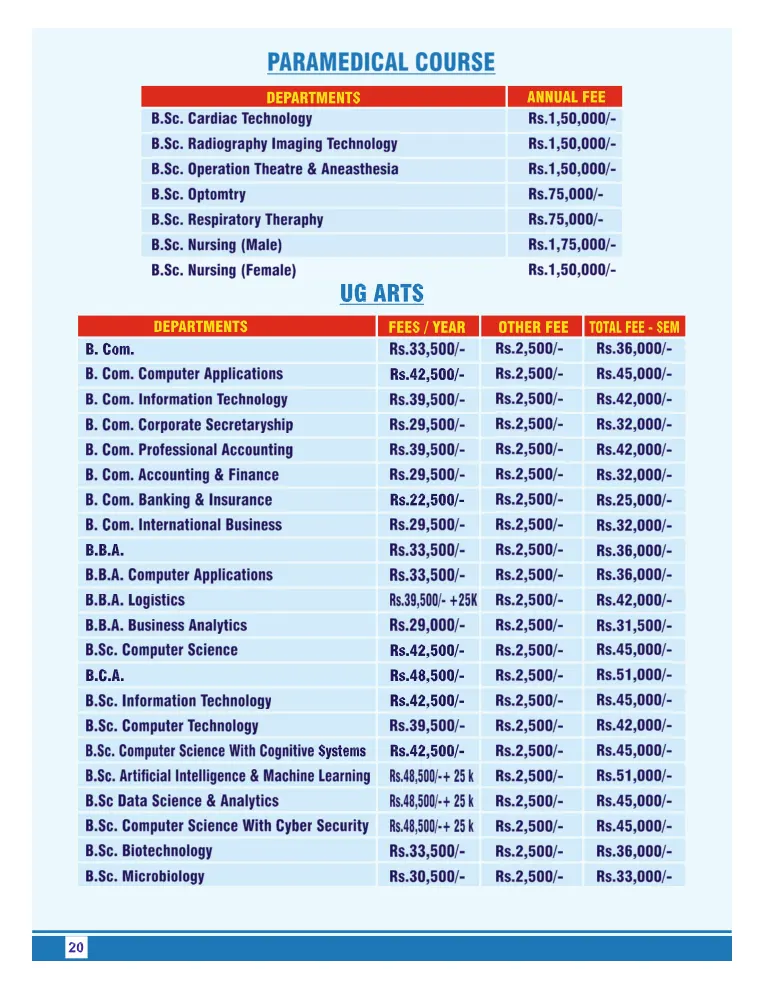 PARAMEDICAL COURSE
DEPARTMENTS ANNUAL FEE
B.Sc. Cardiac Technology Rs.1,50,000/-
B.Sc. Radiography Imaging Technology Rs.1,50,000/-
B.Sc. Operation Theatre & Aneasthesia Rs.1,50,000/-
B.Sc. Optomtry Rs.75,000/-
B.Sc. Respiratory Theraphy Rs.75,000/-
B.Sc. Nursing (Male) Rs.1,75,000/-
B.Sc. Nursing (Female) Rs.1,50,000/-
UG ARTS
DEPARTMENTS FEES / YEAR OTHER FEE TOTAL FEE - SEM
B. Com. Rs.33,500/- Rs.2,500/- Rs.36,000/-
B. Com. Computer Applications Rs.42,500/- Rs.2,500/- Rs.45,000/-
B. Com. Information Technology Rs.39,500/- Rs.2,500/- Rs.42,000/-
B. Com. Corporate Secretaryship Rs.29,500/- Rs.2,500/- Rs.32,000/-
B. Com. Professional Accounting Rs.39,500/- Rs.2,500/- Rs.42,000/-
B. Com. Accounting & Finance Rs.29,500/- Rs.2,500/- Rs.32,000/-
B. Com. Banking & Insurance Rs.22,500/- Rs.2,500/- Rs.25,000/-
B. Com. International Business Rs.29,500/- Rs.2,500/- Rs.32,000/-
B.B.A. Rs.33,500/- Rs.2,500/- Rs.36,000/-
B.B.A. Computer Applications Rs.33,500/- Rs.2,500/- Rs.36,000/-
B.B.A. Logistics Rs.39,500/- +25K Rs.2,500/- Rs.42,000/-
B.B.A. Business Analytics Rs.29,000/- Rs.2,500/- Rs.31,500/-
B.Sc. Computer Science Rs.42,500/- Rs.2,500/- Rs.45,000/-
B.C.A. Rs.48,500/- Rs.2,500/- Rs.51,000/-
B.Sc. Information Technology Rs.42,500/- Rs.2,500/- Rs.45,000/-
B.Sc. Computer Technology Rs.39,500/- Rs.2,500/- Rs.42,000/-
B.Sc. Computer Science With Cognitive Systems Rs.42,500/- Rs.2,500/- Rs.45,000/-
B.Sc. Artificial Intelligence & Machine Learning Rs.48,500/-+ 25 k Rs.2,500/- Rs.51,000/-
B.Sc Data Science & Analytics Rs.48,500/-+ 25 k Rs.2,500/- Rs.45,000/-
B.Sc. Computer Science With Cyber Security Rs.48,500/-+ 25 k Rs.2,500/- Rs.45,000/-
B.Sc. Biotechnology Rs.33,500/- Rs.2,500/- Rs.36,000/-
B.Sc. Microbiology Rs.30,500/- Rs.2,500/- Rs.33,000/-
20